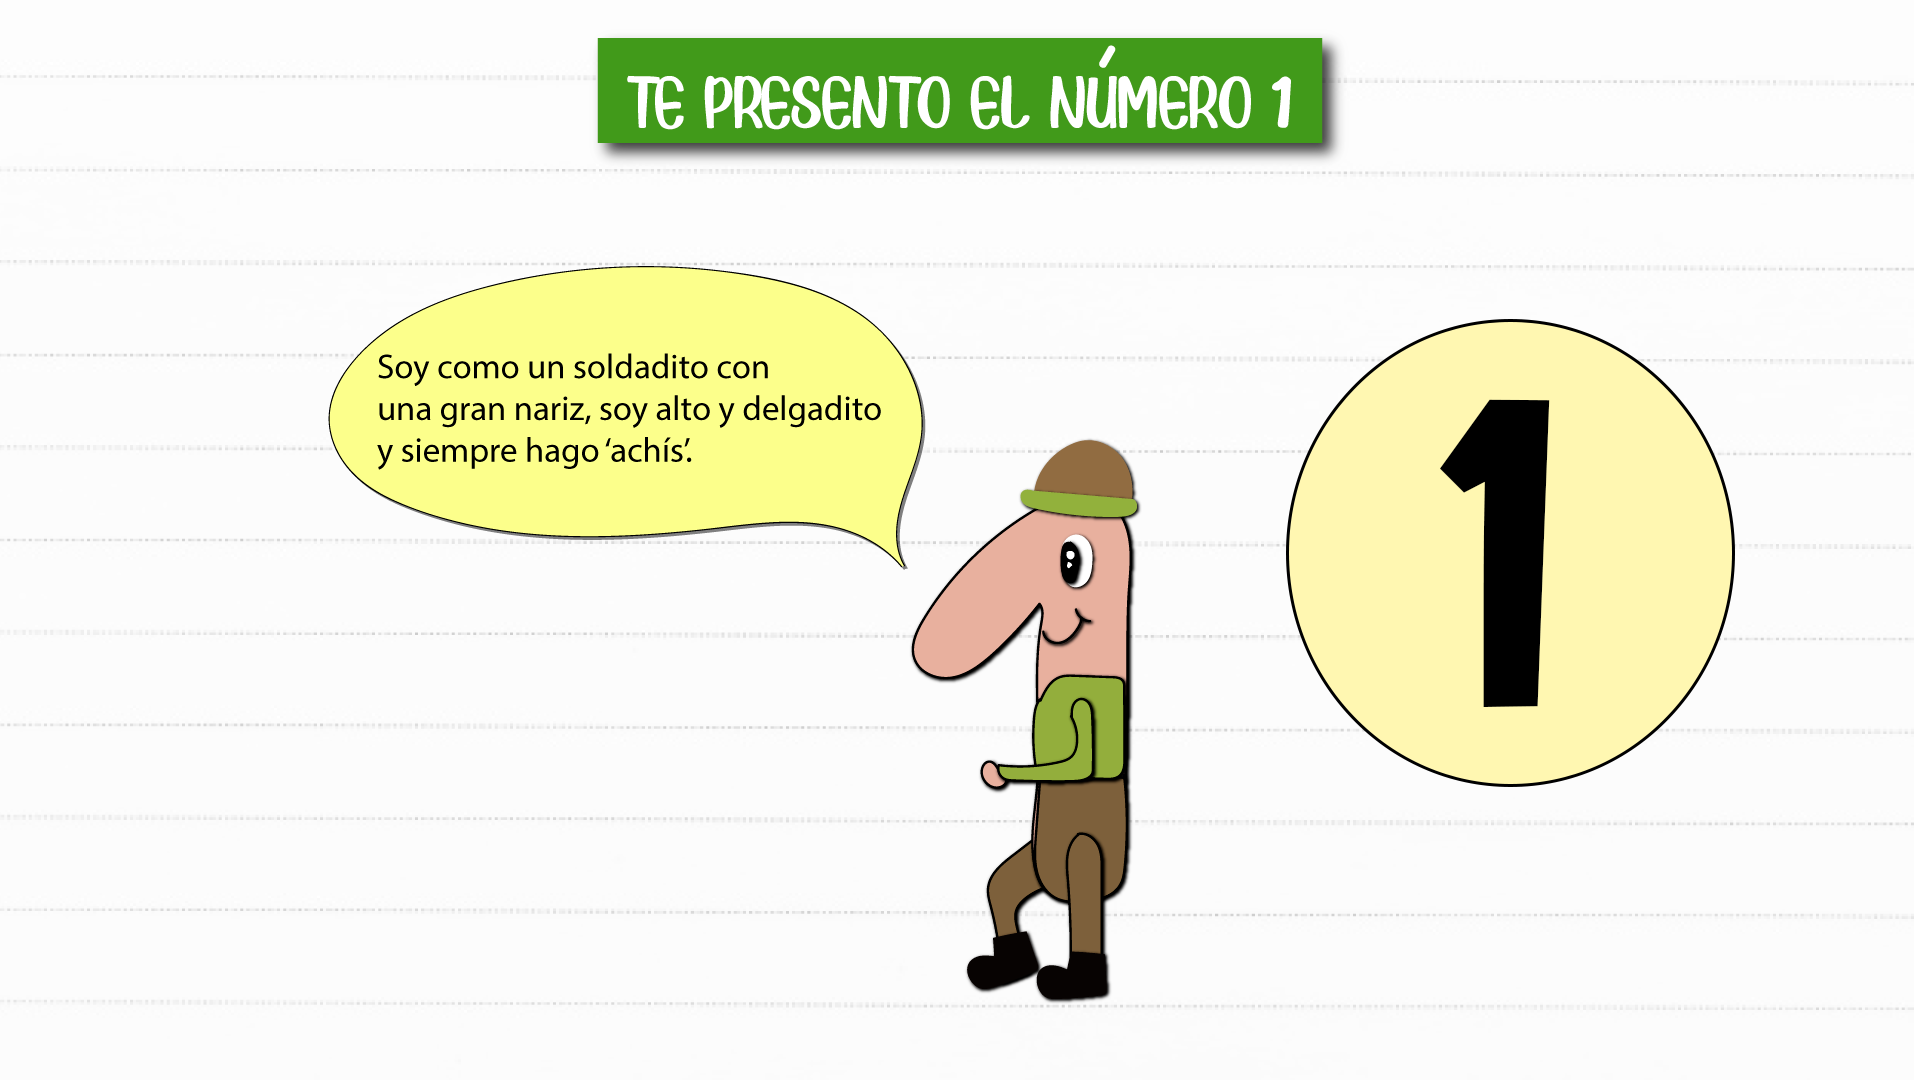 TE PRESENTO EL NÚMERO 1
Soy como un soldadito con
una gran nariz, soy alto y delgadito
y siempre hago ‘achís’.
1